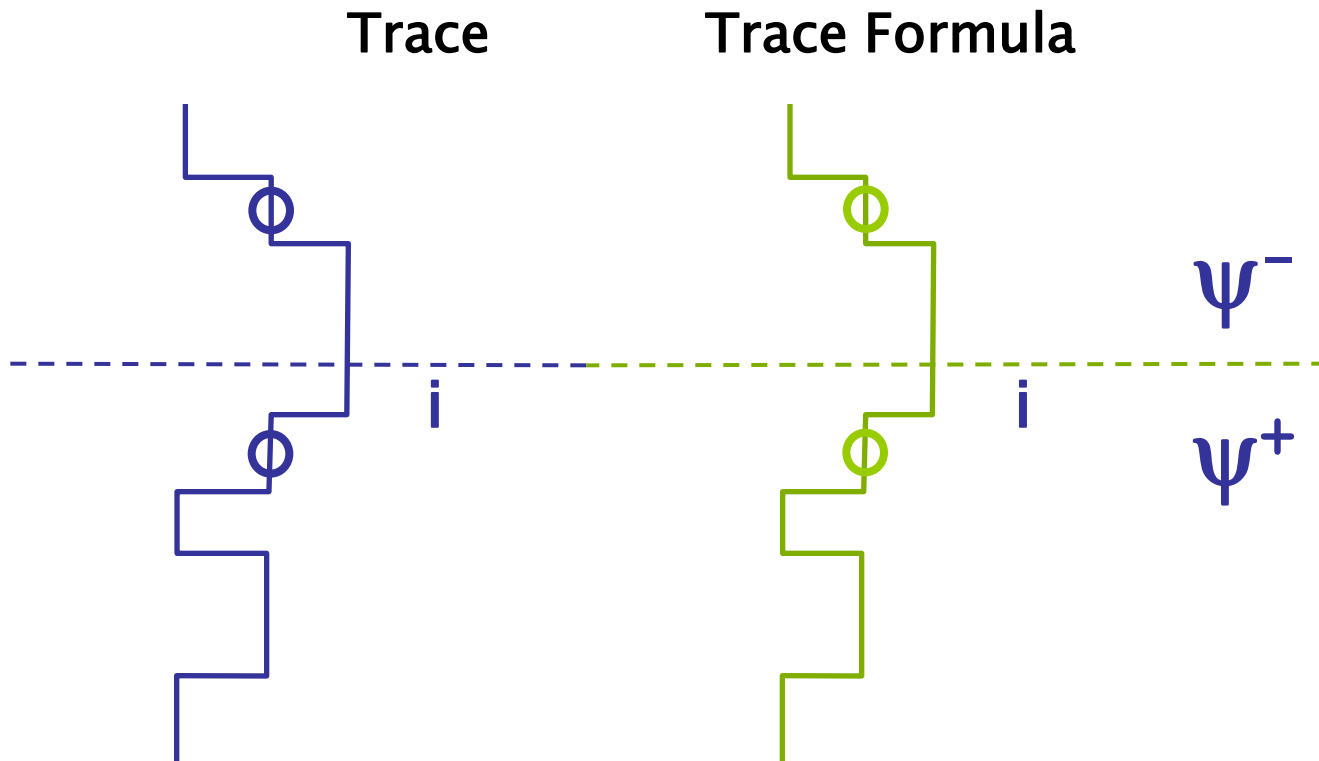 Trace
Trace Formula
ψ⁻
i
i
ψ⁺